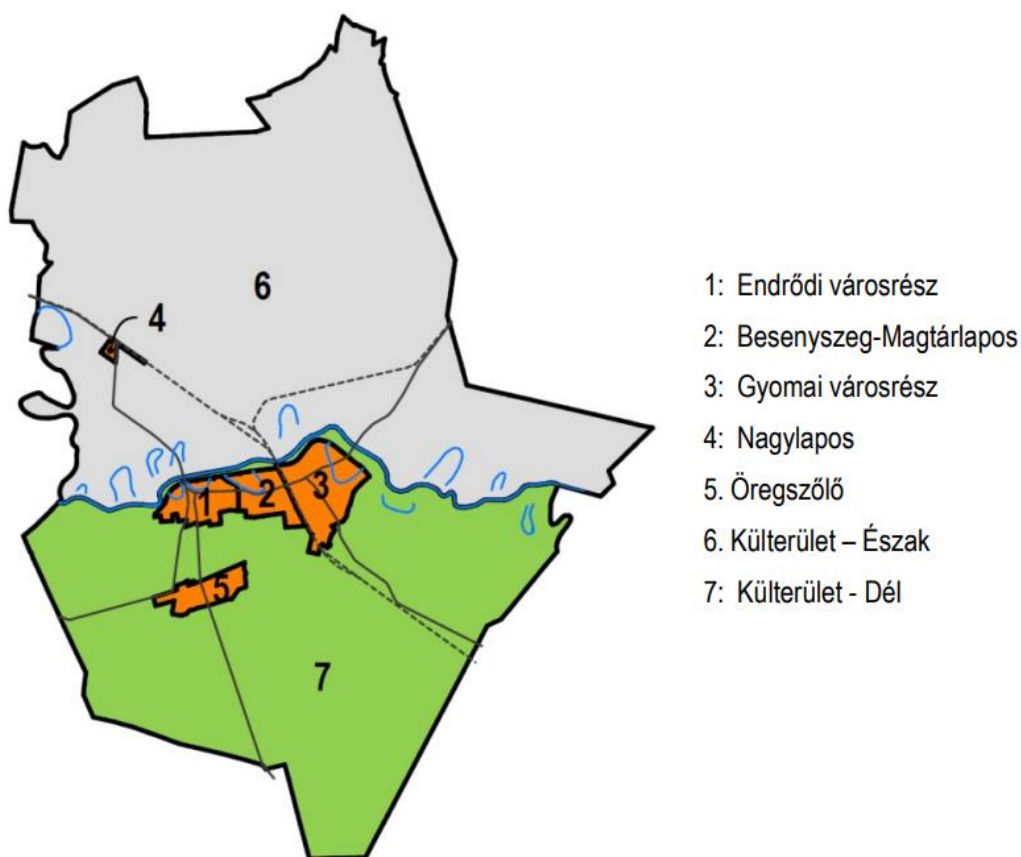 6
4
1
2
3
5
7
1: Endrődi városrész
2: Besenyszeg-Magtárlapos
3: Gyomai városrész
4: Nagylapos
5. Öregszőlő
6. Külterület – Észak
7: Külterület - Dél